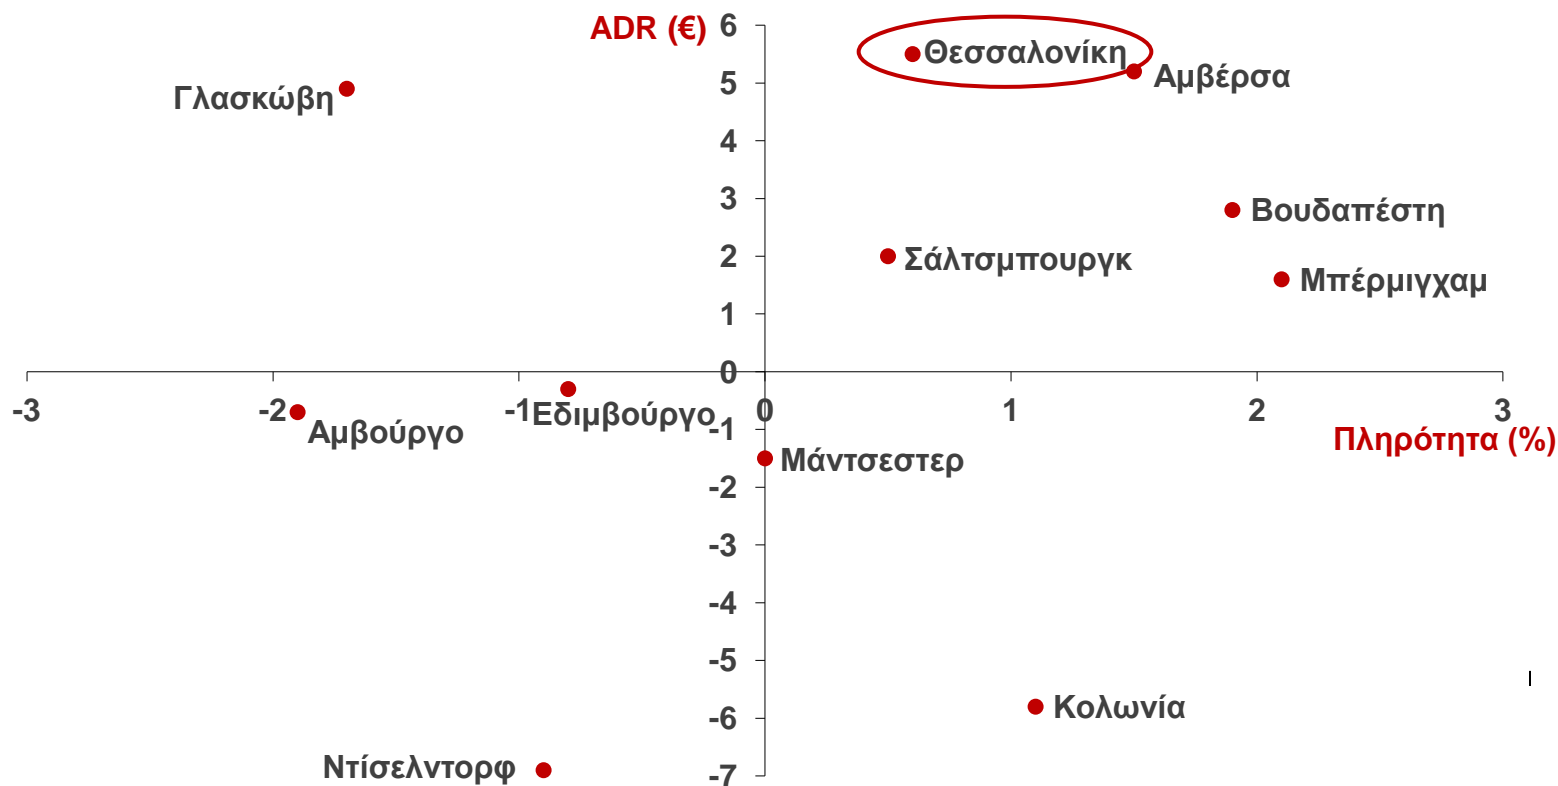 ADR (€)
6
Θεσσαλονίκη
Αμβέρσα
5
Γλασκώβη
4
3
Βουδαπέστη
Σάλτσμπουργκ
2
Μπέρμιγχαμ
1
0
-3
-2
-1
0
1
2
3
Εδιμβούργο
Αμβούργο
-1
Πληρότητα (%)
Μάντσεστερ
-2
-3
-4
-5
Κολωνία
-6
Ντίσελντορφ
-7